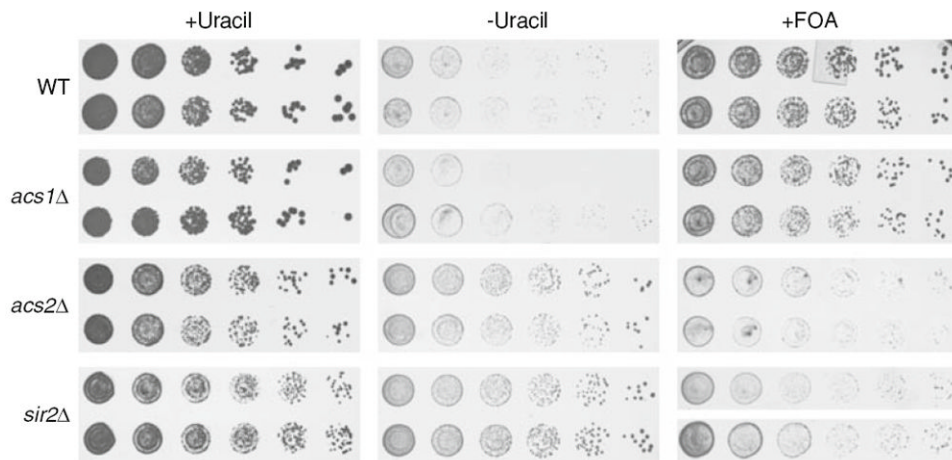 +Uracil -Uracil +FOA
WT
acs1Δ
acs2Δ
sir2Δ